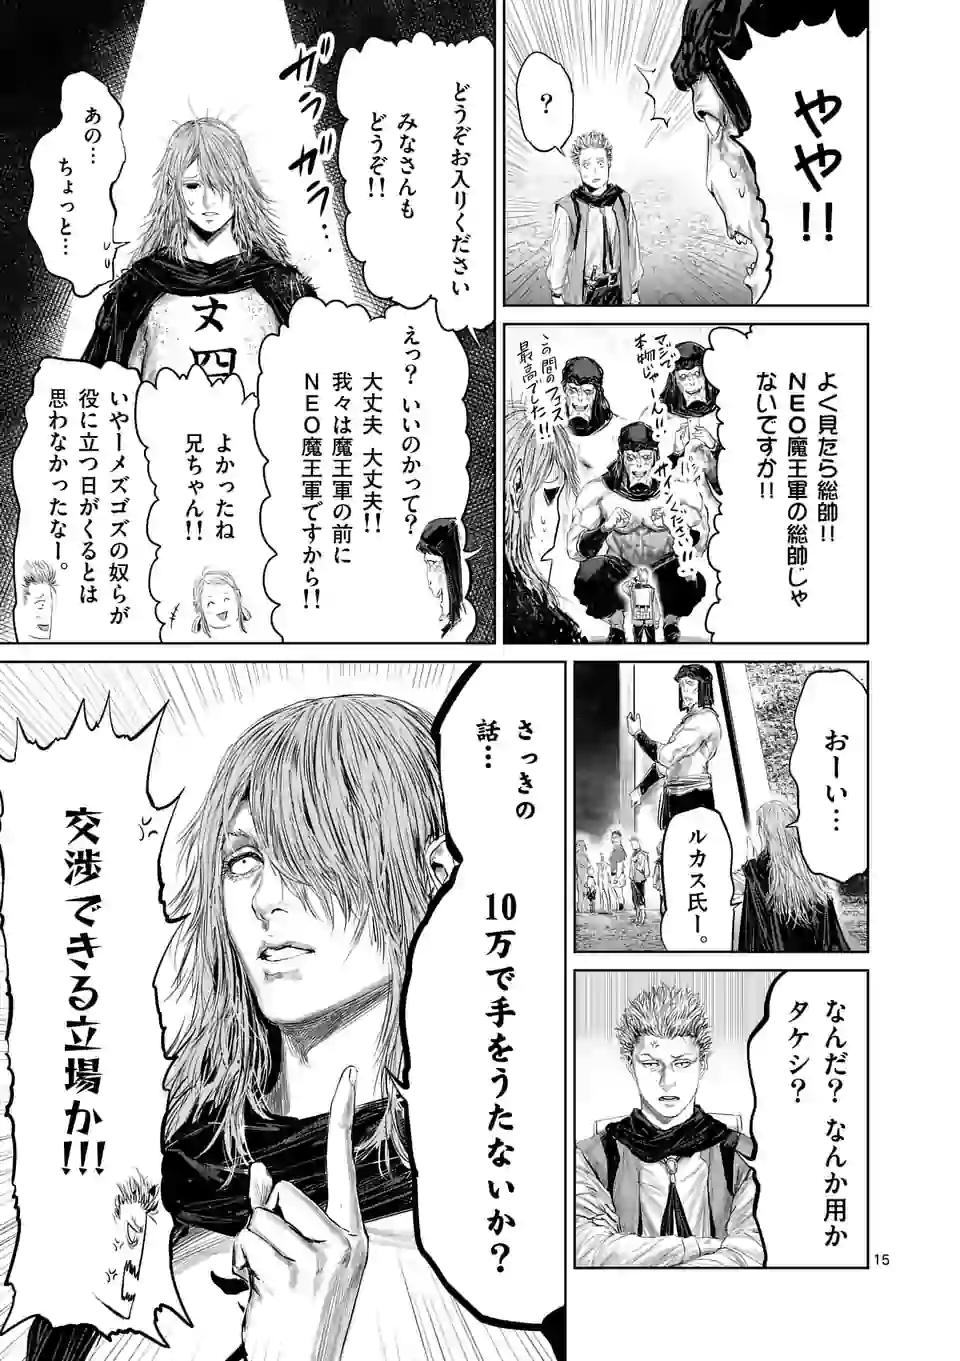 やや!!
?
よく見たら総帥!!
NEO魔王軍の総帥じゃ
ないですか!!
マジで
本物じゃーん!!
この間のフェス
最高でした!!
サインください!!
どうぞお入りください
みなさんも
どうぞ!!
ガラガラ
あの…
ちょっと…
えっ?いいのかって?
大丈夫 大丈夫!!
我々は魔王軍の前に
NEO魔王軍ですから!!
よかったね
兄ちゃん!!
いやーメズゴズの奴らが
役に立つ日がくるとは
思わなかったなー。
丈
四
おーい…
ルカス氏ー。
なんだ?なんか用か
タケシ?
さっきの
話…
10万で手をうたないか?
交渉できる立場か!!!
15